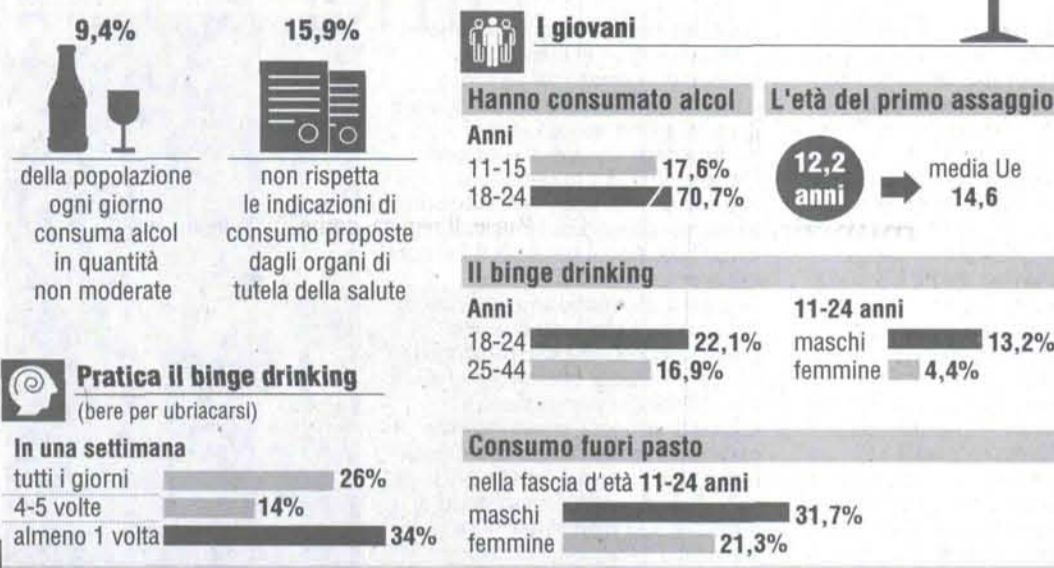 9,4%
della popolazione
ogni giorno
consuma alcol
in quantità
non moderate
15,9%
non rispetta
le indicazioni di
consumo proposte
dagli organi di
tutela della salute
Pratica il binge drinking
(bere per ubriacarsi)
In una settimana
tutti i giorni 26%
4-5 volte 14%
almeno 1 volta 34%
I giovani
Hanno consumato alcol
Anni
11-15 17,6%
18-24 70,7%
L'età del primo assaggio
12,2
anni
media Ue
14,6
Il binge drinking
Anni
18-24 22,1%
25-44 16,9%
11-24 anni
maschi 13,2%
femmine 4,4%
Consumo fuori pasto
nella fascia d'età 11-24 anni
maschi 31,7%
femmine 21,3%